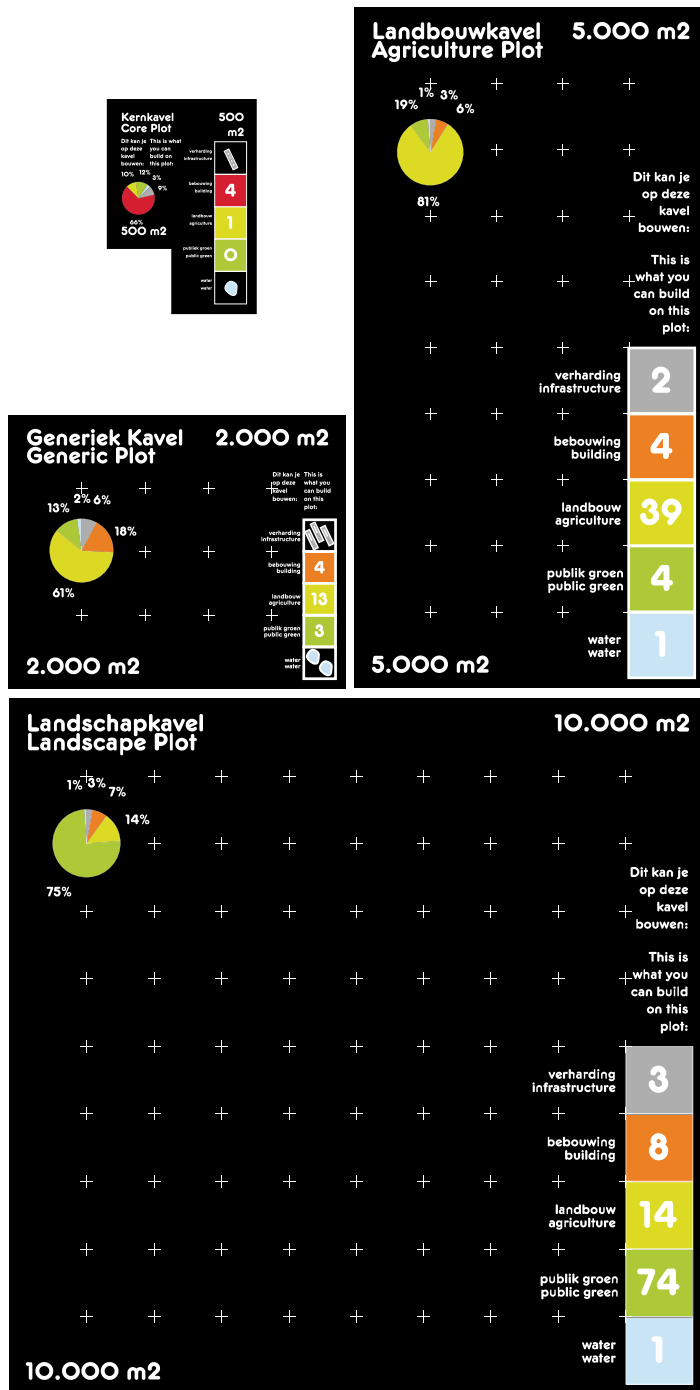 Kernkavel
Core Plot
500
m2
Dit kan je
op deze
kavel
bouwen:
This is what
you can
build on
this plot:
10%
12%
3%
9%
66%
500 m2
verharding
infrastructure
bebouwing
building
4
landbouw
agriculture
1
publiek groen
public green
0
water
water
Landbouwkavel
Agriculture Plot
5.000 m2
19%
1%
3%
6%
81%
Dit kan je
op deze
kavel
bouwen:
This is
what you
can build
on this
plot:
verharding
infrastructure
2
bebouwing
building
4
landbouw
agriculture
39
publik groen
public green
4
water
water
1
5.000 m2
Generiek Kavel
Generic Plot
2.000 m2
Dit kan je
op deze
kavel
bouwen:
This is
what you
can build
on this
plot:
13%
2%
6%
18%
61%
verharding
infrastructure
bebouwing
building
4
landbouw
agriculture
13
publik groen
public green
3
water
water
2.000 m2
Landschapkavel
Landscape Plot
10.000 m2
1%
3%
7%
14%
75%
Dit kan je
op deze
kavel
bouwen:
This is
what you
can build
on this
plot:
verharding
infrastructure
3
bebouwing
building
8
landbouw
agriculture
14
publik groen
public green
74
water
water
1
10.000 m2